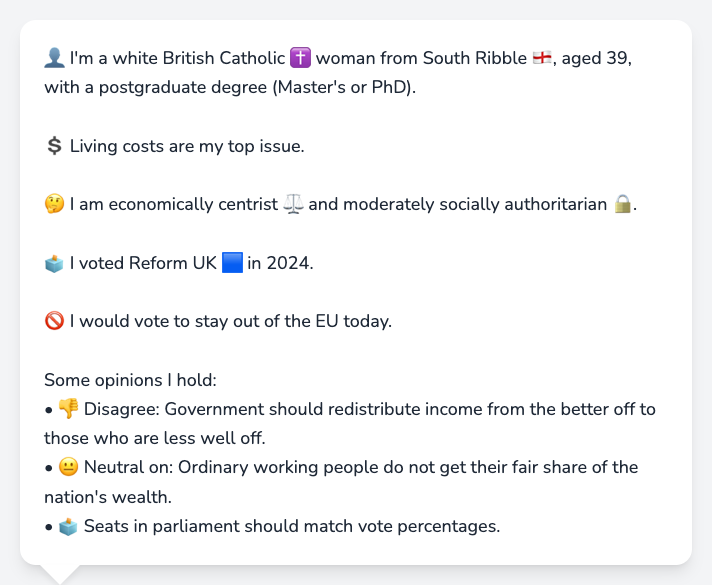 👤 I'm a white British Catholic ✝️ woman from South Ribble 🏴󠁧󠁢󠁥󠁮󠁧󠁿, aged 39,
with a postgraduate degree (Master's or PhD).
💲 Living costs are my top issue.
🤔 I am economically centrist ⚖️ and moderately socially authoritarian 🔒.
🗳️ I voted Reform UK 🟦 in 2024.
🚫 I would vote to stay out of the EU today.
Some opinions I hold:
• 👎 Disagree: Government should redistribute income from the better off to
those who are less well off.
• 😐 Neutral on: Ordinary working people do not get their fair share of the
nation's wealth.
• 🗳️ Seats in parliament should match vote percentages.